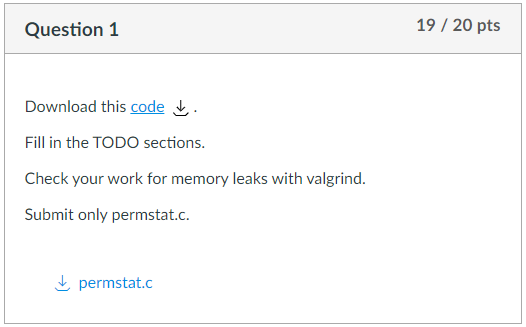 Question 1
19 / 20 pts
Download this code .
Fill in the TODO sections.
Check your work for memory leaks with valgrind.
Submit only permstat.c.
permstat.c